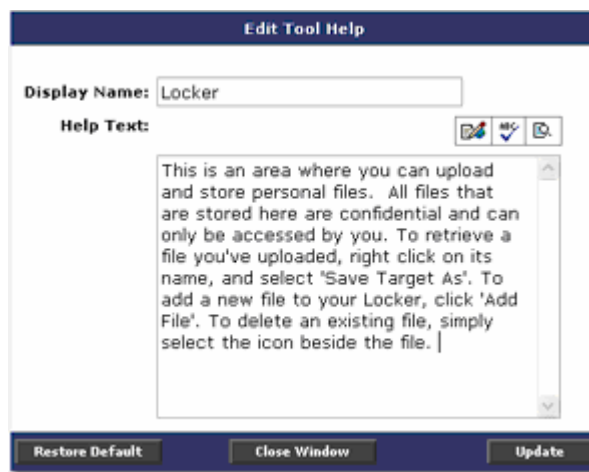 Edit Tool Help
Display Name: Locker
Help Text:
ABC
This is an area where you can upload
and store personal files.  All files that
are stored here are confidential and can
only be accessed by you. To retrieve a
file you've uploaded, right click on its
name, and select 'Save Target As'. To
add a new file to your Locker, click 'Add
File'. To delete an existing file, simply
select the icon beside the file.
Restore Default Close Window Update